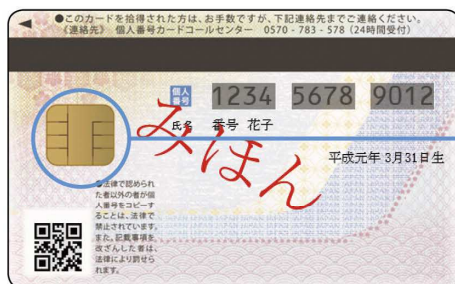 ●このカードを拾得された方は、お手数ですが、下記連絡先までご連絡ください。
《連絡先》 個人番号カードコールセンター 0570-783-578 (24時間受付)
個人番号 1234 5678 9012
氏名 番号 花子
みほん
平成元年 3月31日生
●法律で認められ
た者以外の者が個
人番号をコピーす
ることは、法律で
禁止されています。
また、記載事項を
改ざんした者は、
法律により罰せら
れます。